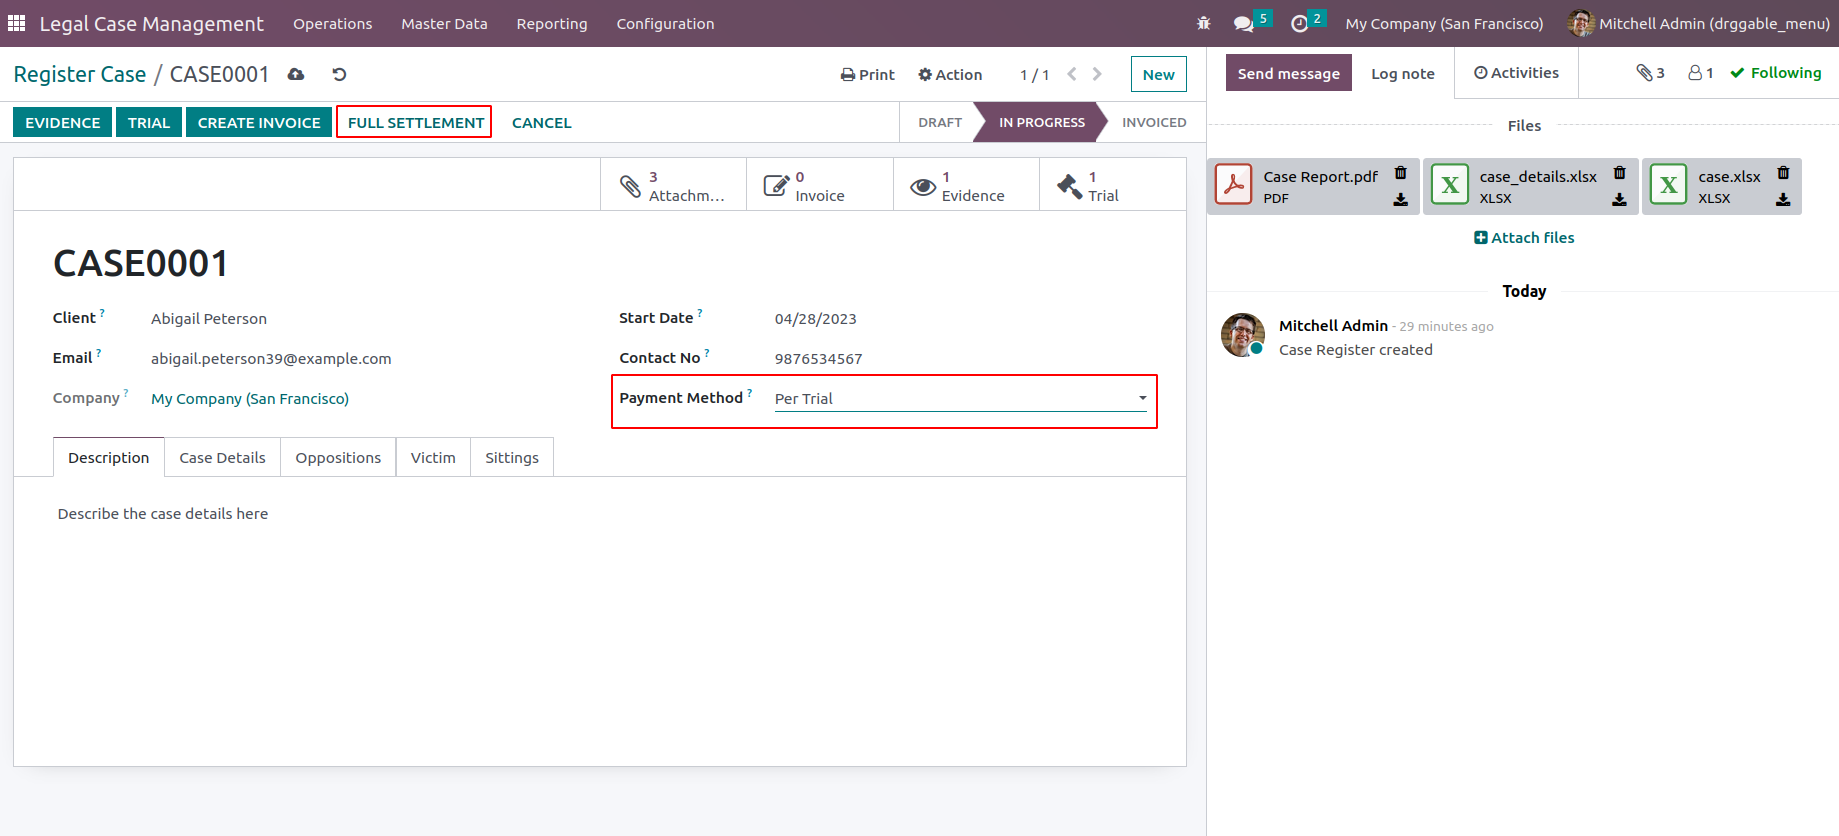 Legal Case Management Operations Master Data Reporting Configuration 5 2 My Company (San Francisco) Mitchell Admin (drggable_menu)
Register Case / CASE0001 Print Action 1 / 1 New
EVIDENCE TRIAL CREATE INVOICE FULL SETTLEMENT CANCEL DRAFT IN PROGRESS INVOICED
3 Attachm...
0 Invoice
1 Evidence
1 Trial
CASE0001
Client ? Abigail Peterson
Start Date ? 04/28/2023
Email ? abigail.peterson39@example.com
Contact No ? 9876534567
Company ? My Company (San Francisco)
Payment Method ? Per Trial
Description Case Details Oppositions Victim Sittings
Describe the case details here
Send message Log note Activities 3 1 Following
Files
Case Report.pdf
PDF
case_details.xlsx
XLSX
case.xlsx
XLSX
Attach files
Today
Mitchell Admin - 29 minutes ago
Case Register created